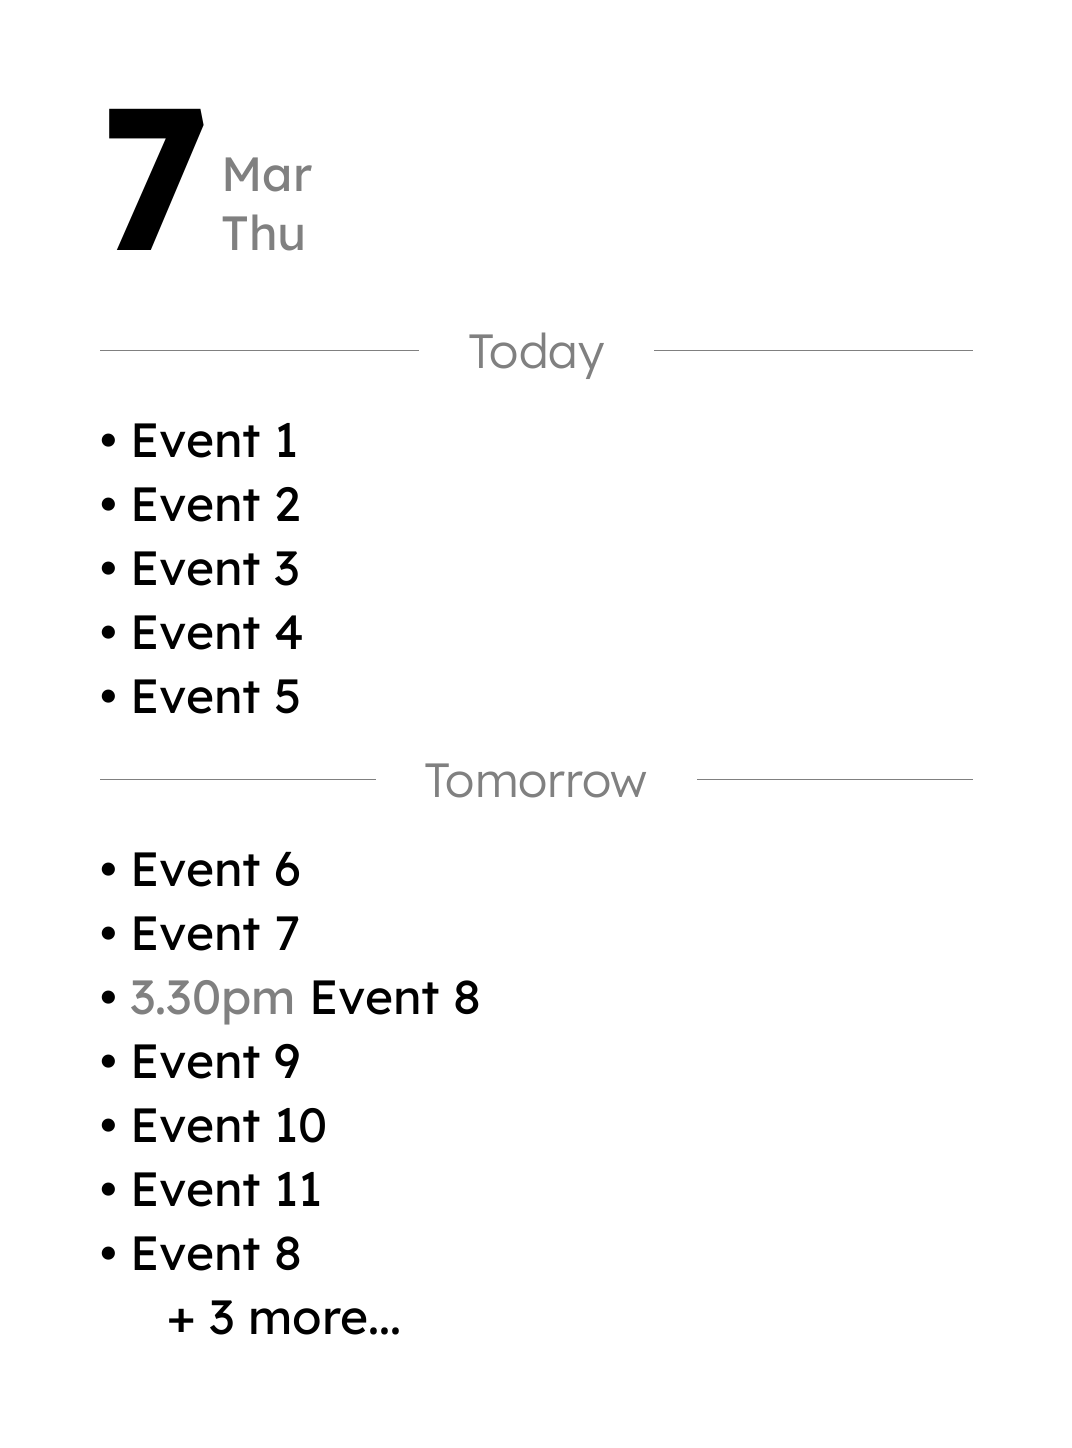 7
Mar
Thu
Today
• Event 1
• Event 2
• Event 3
• Event 4
• Event 5
Tomorrow
• Event 6
• Event 7
• 3.30pm Event 8
• Event 9
• Event 10
• Event 11
• Event 8
+ 3 more...